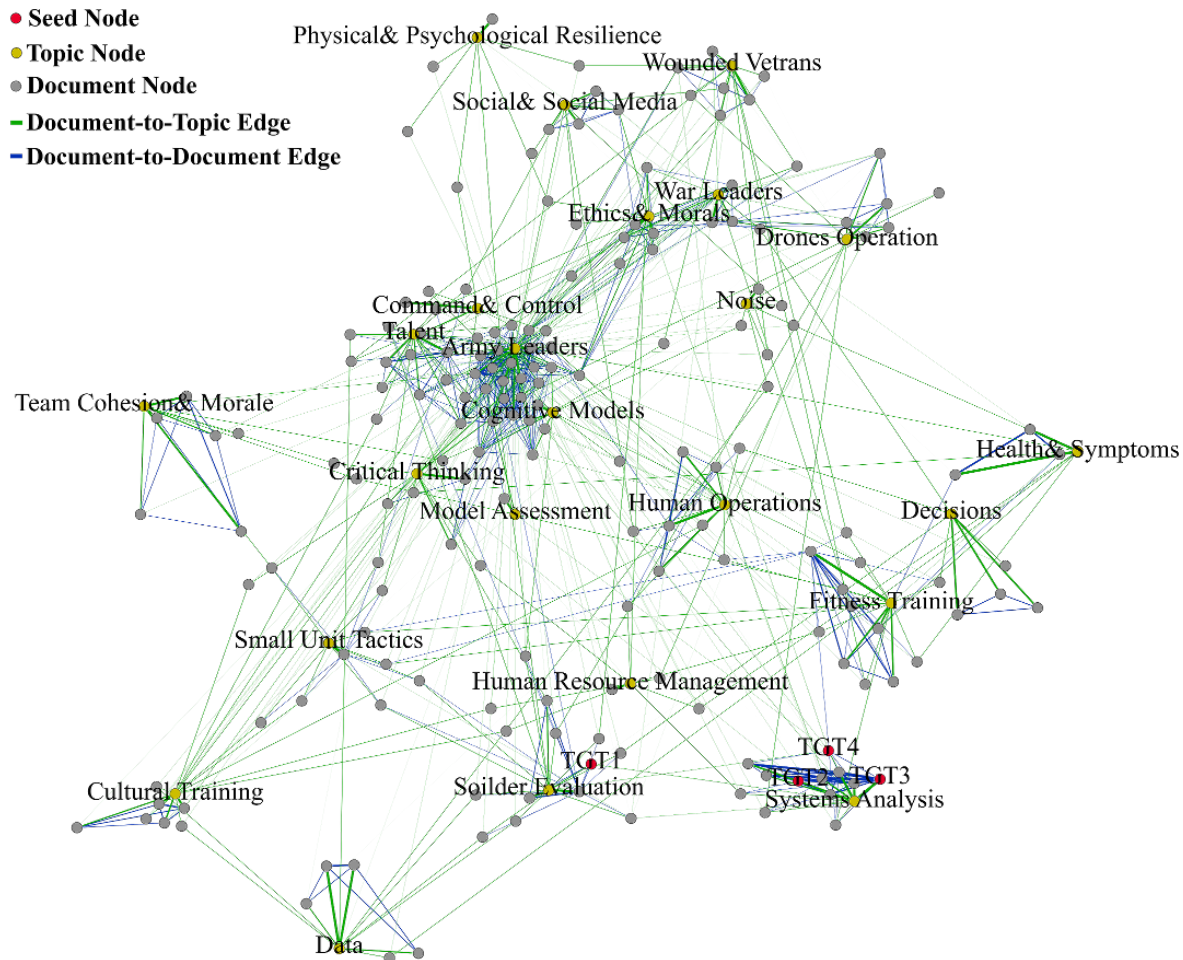 Seed Node
Topic Node
Document Node
Document-to-Topic Edge
Document-to-Document Edge
Physical& Psychological Resilience
Wounded Vetrans
Social& Social Media
War Leaders
Ethics& Morals
Drones Operation
Command& Control
Noise
Talent
Army Leaders
Team Cohesion& Morale
Cognitive Models
Critical Thinking
Health& Symptoms
Model Assessment
Human Operations
Decisions
Fitness Training
Small Unit Tactics
Human Resource Management
TGT4
TGT1
TGT2
TGT3
Cultural Training
Soilder Evaluation
Systems Analysis
Data